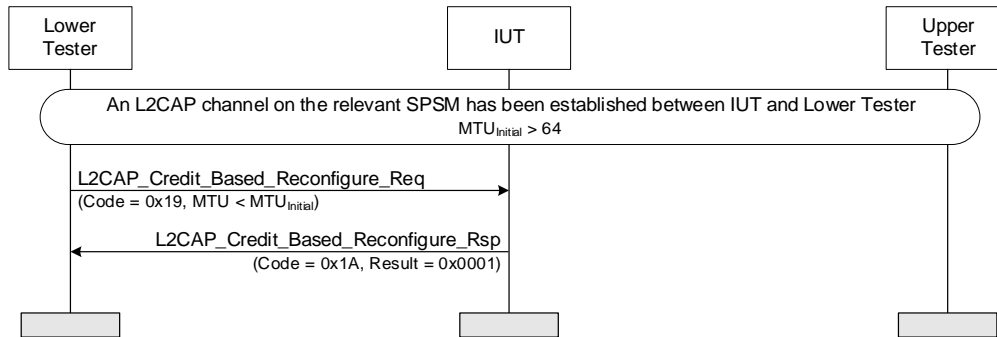 Lower
Tester
IUT
Upper
Tester
An L2CAP channel on the relevant SPSM has been established between IUT and Lower Tester
MTUInitial > 64
L2CAP_Credit_Based_Reconfigure_Req
(Code = 0x19, MTU < MTUInitial)
L2CAP_Credit_Based_Reconfigure_Rsp
(Code = 0x1A, Result = 0x0001)